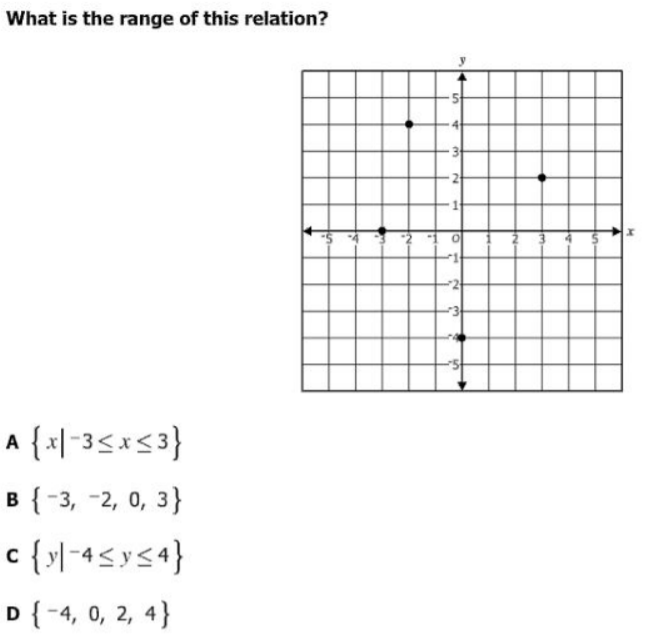 What is the range of this relation?
y
5
4
3
2
1
-5 -4 -3 -2 -1 0 1 2 3 4 5 x
-1
-2
-3
-4
-5
A {x|⁻3≤x≤3}
B {⁻3, ⁻2, 0, 3}
C {y|⁻4≤y≤4}
D {⁻4, 0, 2, 4}